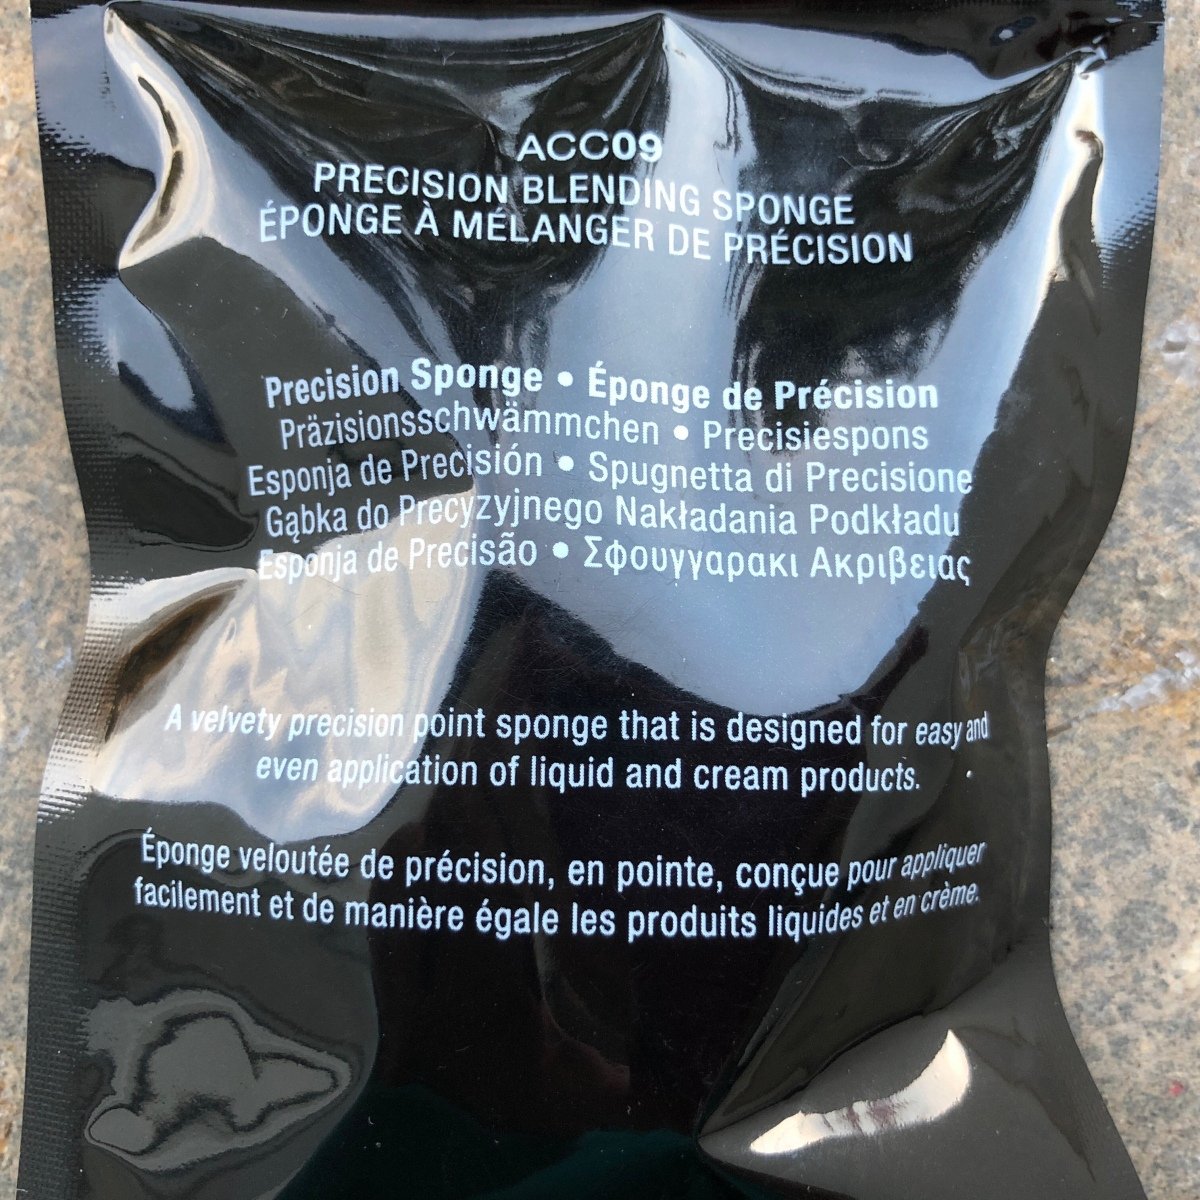 ACC09
PRECISION BLENDING SPONGE
ÉPONGE À MÉLANGER DE PRÉCISION
Precision Sponge • Éponge de Précision
Präzisionsschwämmchen • Precisiespons
Esponja de Precisión • Spugnetta di Precisione
Gąbka do Precyzyjnego Nakładania Podkładu
Esponja de Precisão • Σφουγγαρακι Ακριβειας
A velvety precision point sponge that is designed for easy and
even application of liquid and cream products.
Éponge veloutée de précision, en pointe, conçue pour appliquer
facilement et de manière égale les produits liquides et en crème.